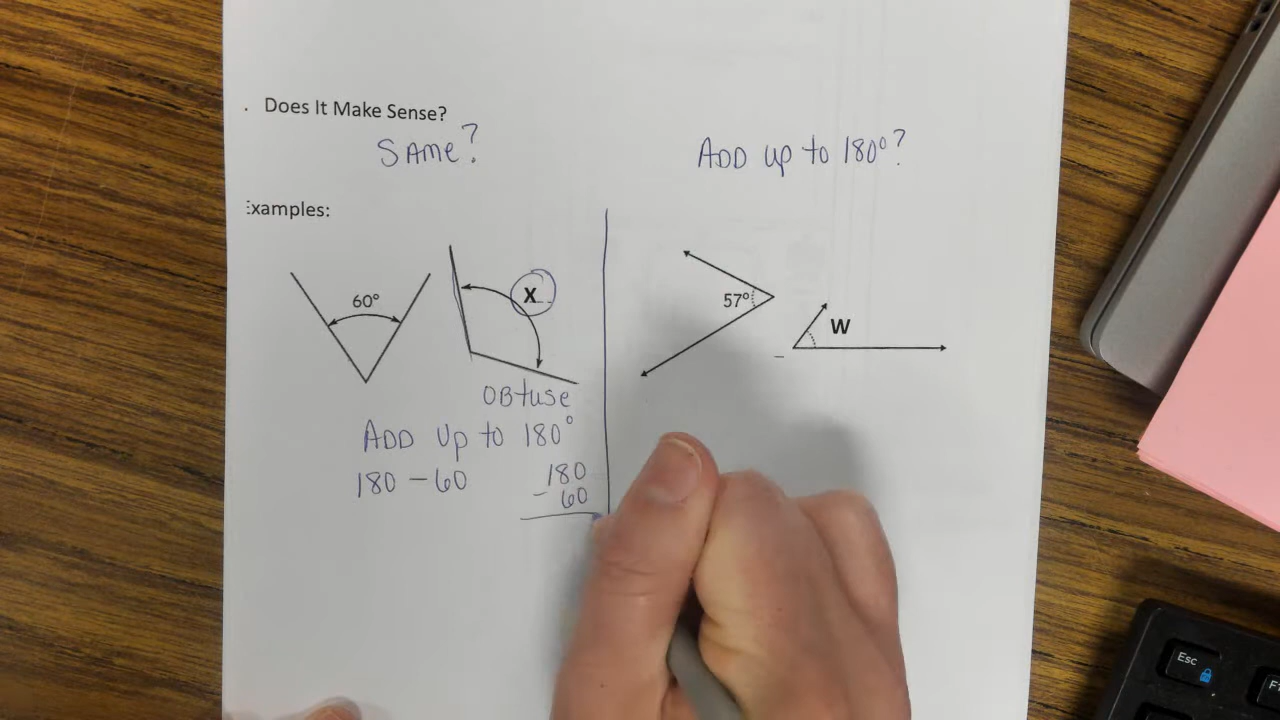 . Does It Make Sense?
SAMe?
ADD up to 180°?
Examples:
60°
X
OBtuse
ADD Up to 180°
180 - 60
180
- 60
57°
W
Esc